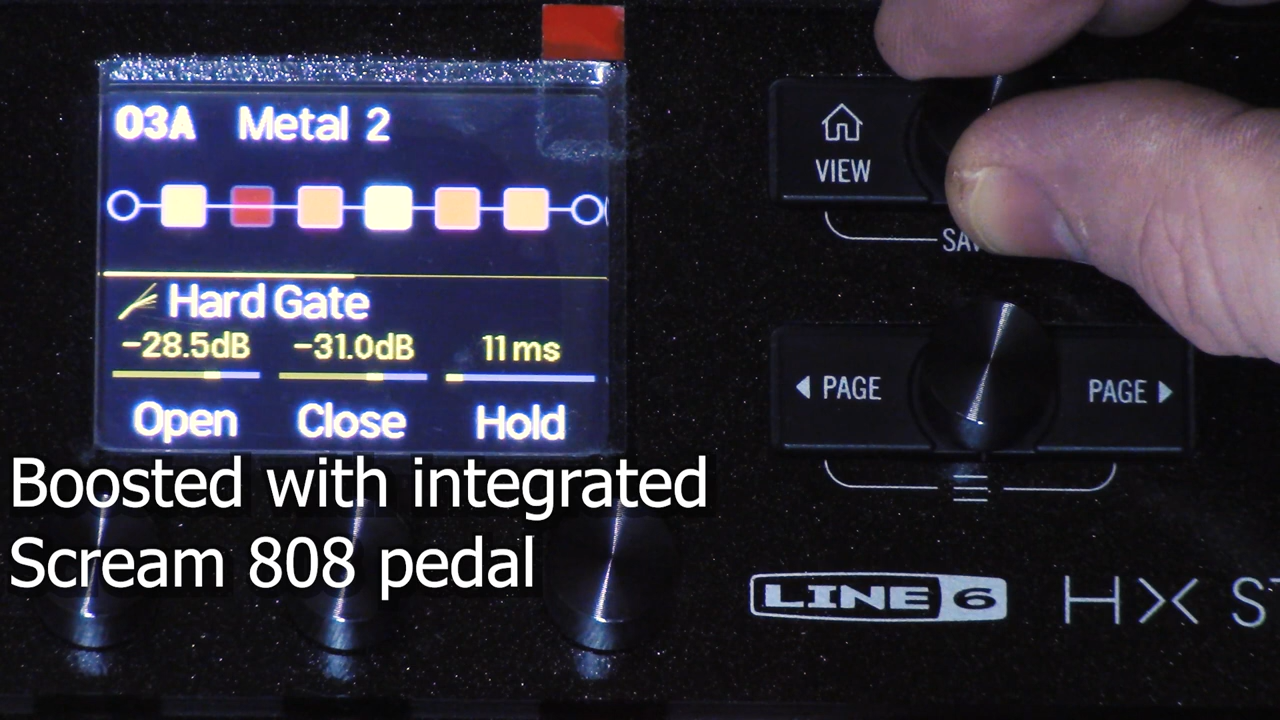 03A Metal 2
Hard Gate
-28.5dB -31.0dB 11ms
Open Close Hold
VIEW
PAGE PAGE
LINE 6 HX
Boosted with integrated
Scream 808 pedal